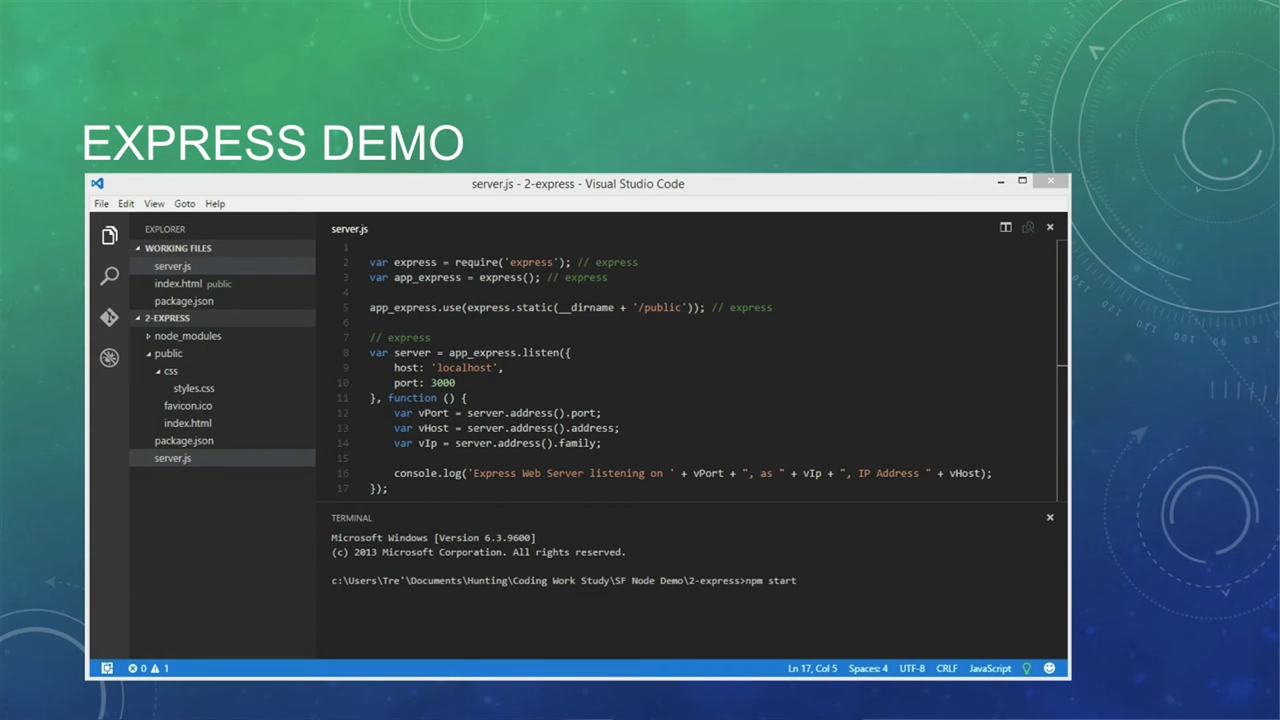 EXPRESS DEMO
server.js - 2-express - Visual Studio Code
File Edit View Goto Help
EXPLORER
WORKING FILES
server.js
index.html public
package.json
2-EXPRESS
node_modules
public
css
styles.css
favicon.ico
index.html
package.json
server.js
server.js
1
2 var express = require('express'); // express
3 var app_express = express(); // express
4
5 app_express.use(express.static(__dirname + '/public')); // express
6
7 // express
8 var server = app_express.listen({
9 host: 'localhost',
10 port: 3000
11 }, function () {
12 var vPort = server.address().port;
13 var vHost = server.address().address;
14 var vIp = server.address().family;
15
16 console.log('Express Web Server listening on ' + vPort + ", as " + vIp + ", IP Address " + vHost);
17 });
TERMINAL
Microsoft Windows [Version 6.3.9600]
(c) 2013 Microsoft Corporation. All rights reserved.
c:\Users\Tre'\Documents\Hunting\Coding Work Study\SF Node Demo\2-express>npm start
0 1 Ln 17, Col 5 Spaces: 4 UTF-8 CRLF JavaScript